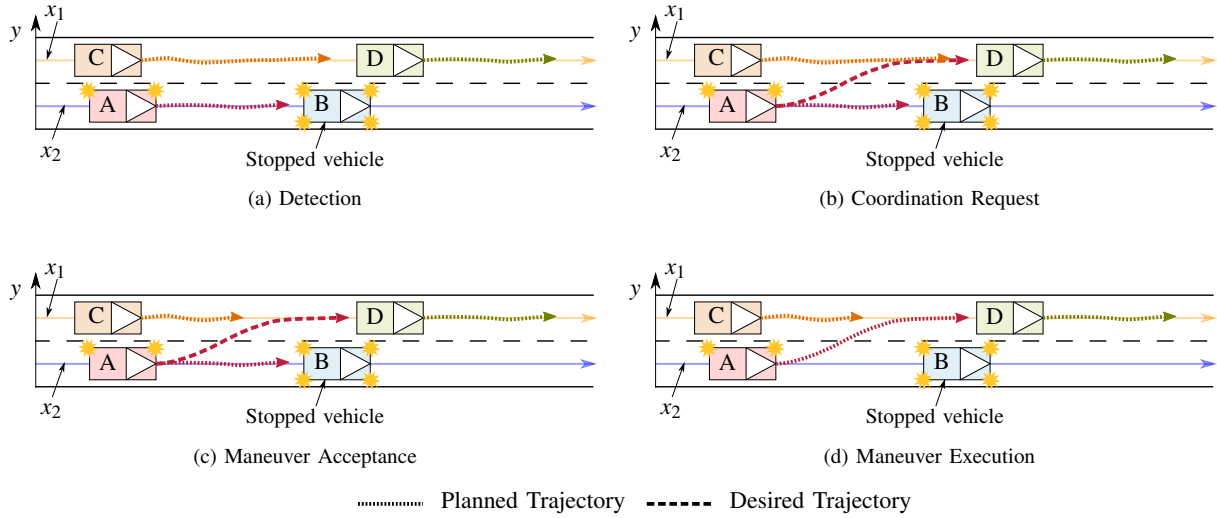 y
x1
C
D
A
B
x2
Stopped vehicle
(a) Detection
y
x1
C
D
A
B
x2
Stopped vehicle
(b) Coordination Request
y
x1
C
D
A
B
x2
Stopped vehicle
(c) Maneuver Acceptance
y
x1
C
D
A
B
x2
Stopped vehicle
(d) Maneuver Execution
Planned Trajectory
Desired Trajectory